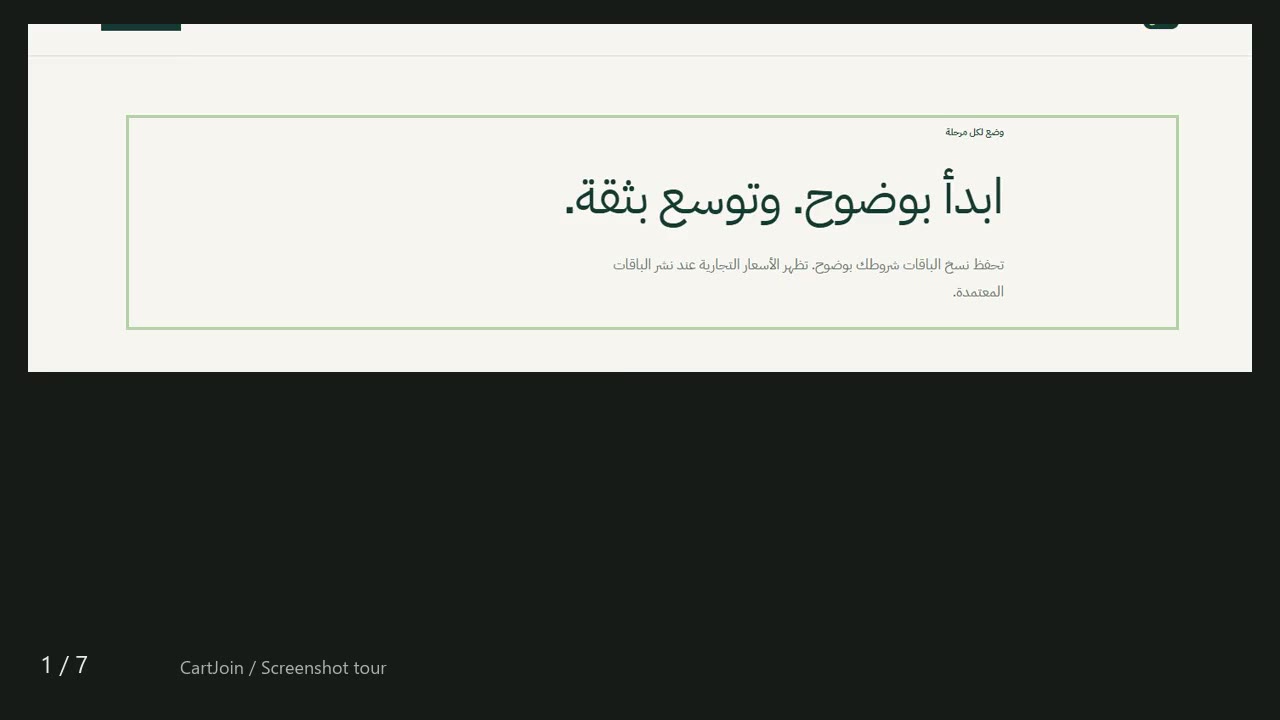 وضع لكل مرحلة
ابدأ بوضوح. وتوسع بثقة.
تحفظ نسخ الباقات شروطك بوضوح. تظهر الأسعار التجارية عند نشر الباقات
المعتمدة.
1 / 7
CartJoin / Screenshot tour